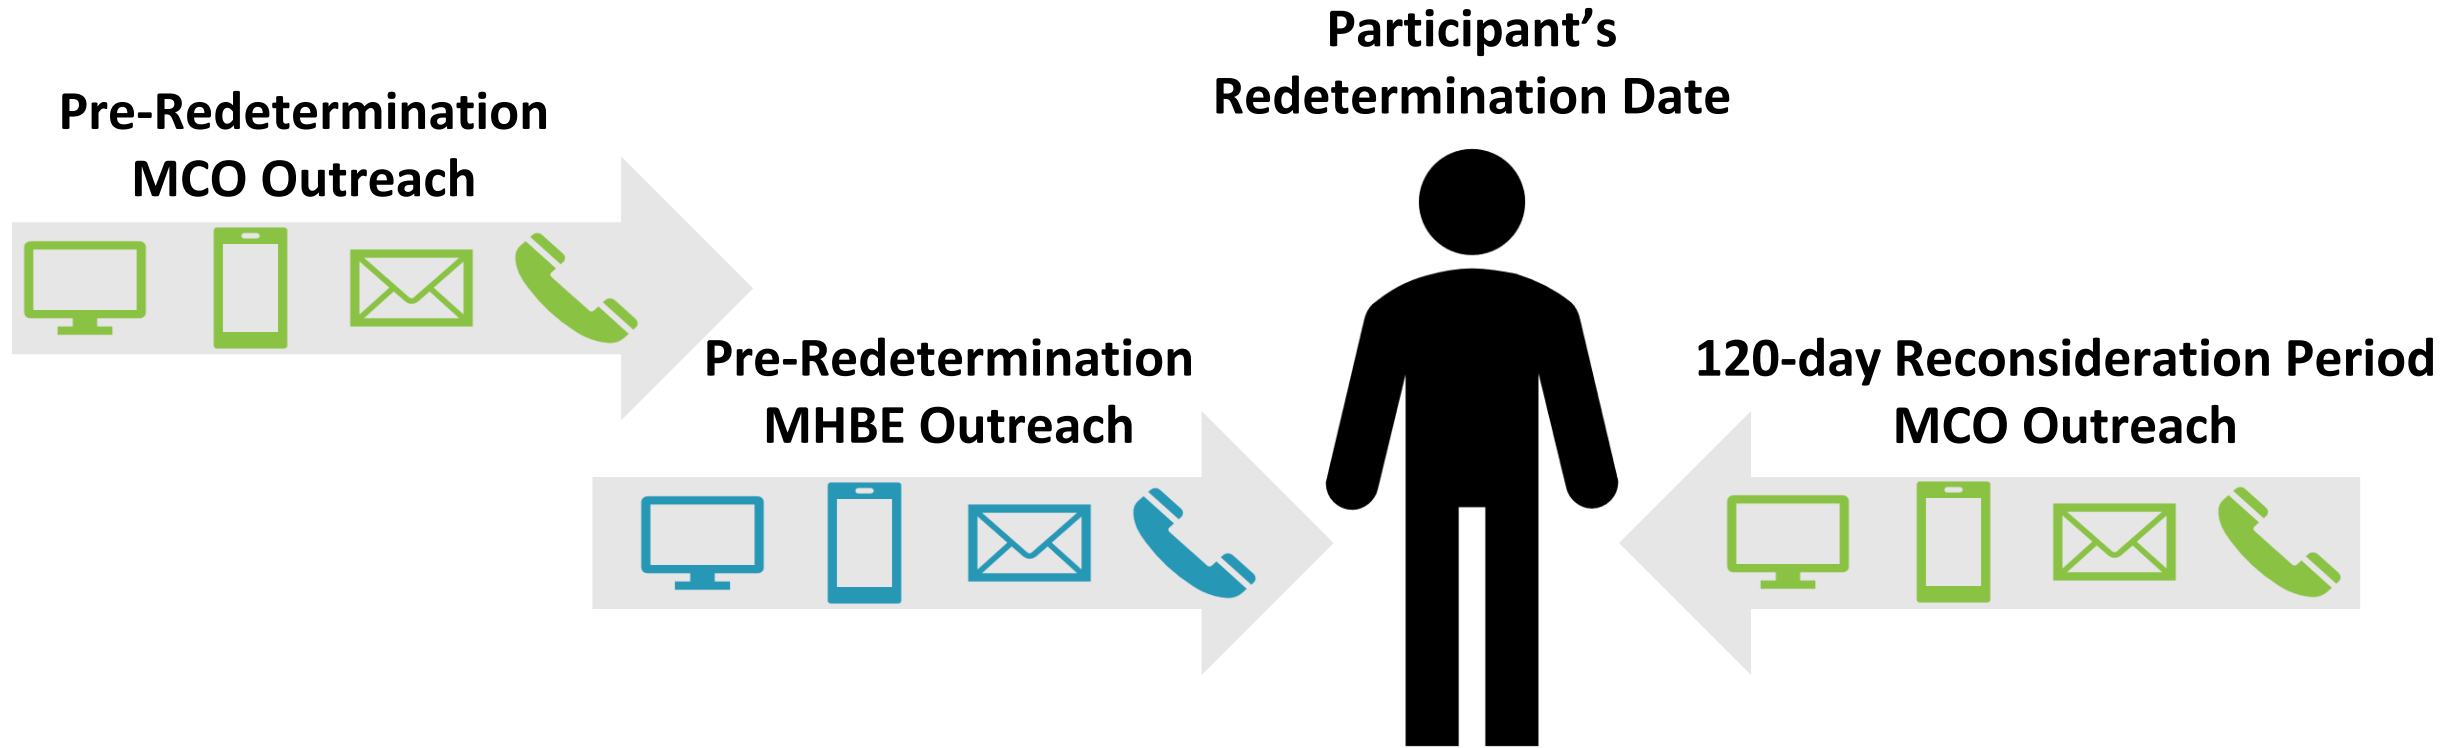 Pre-Redetermination
MCO Outreach
Pre-Redetermination
MHBE Outreach
Participant’s
Redetermination Date
120-day Reconsideration Period
MCO Outreach